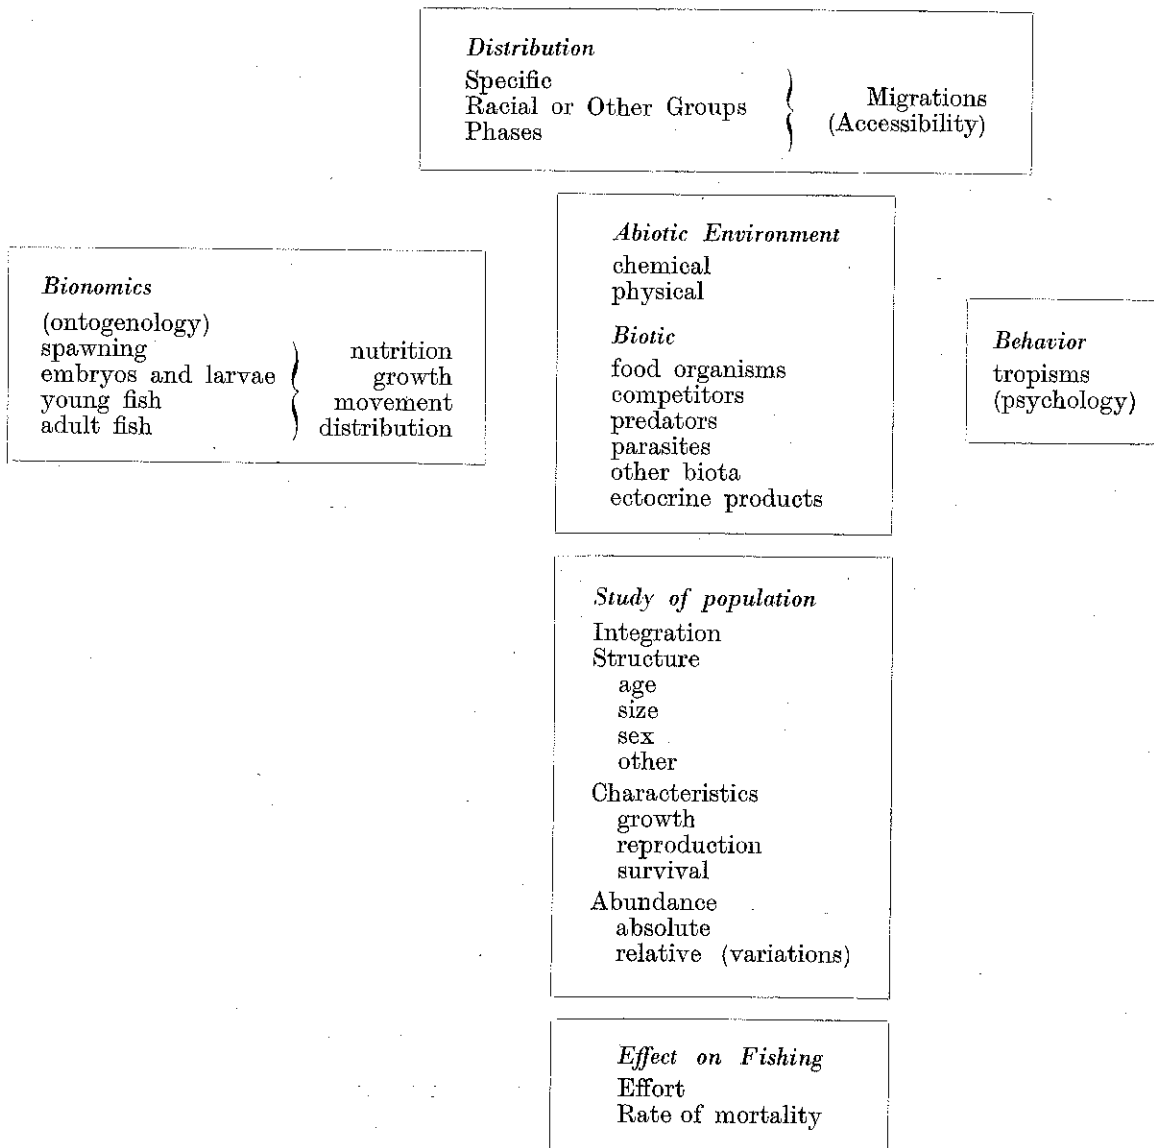 Distribution
Specific
Racial or Other Groups
Phases
Migrations
(Accessibility)
Abiotic Environment
chemical
physical
Biotic
food organisms
competitors
predators
parasites
other biota
ectocrine products
Bionomics
(ontogenology)
spawning
embryos and larvae
young fish
adult fish
nutrition
growth
movement
distribution
Behavior
tropisms
(psychology)
Study of population
Integration
Structure
age
size
sex
other
Characteristics
growth
reproduction
survival
Abundance
absolute
relative (variations)
Effect on Fishing
Effort
Rate of mortality